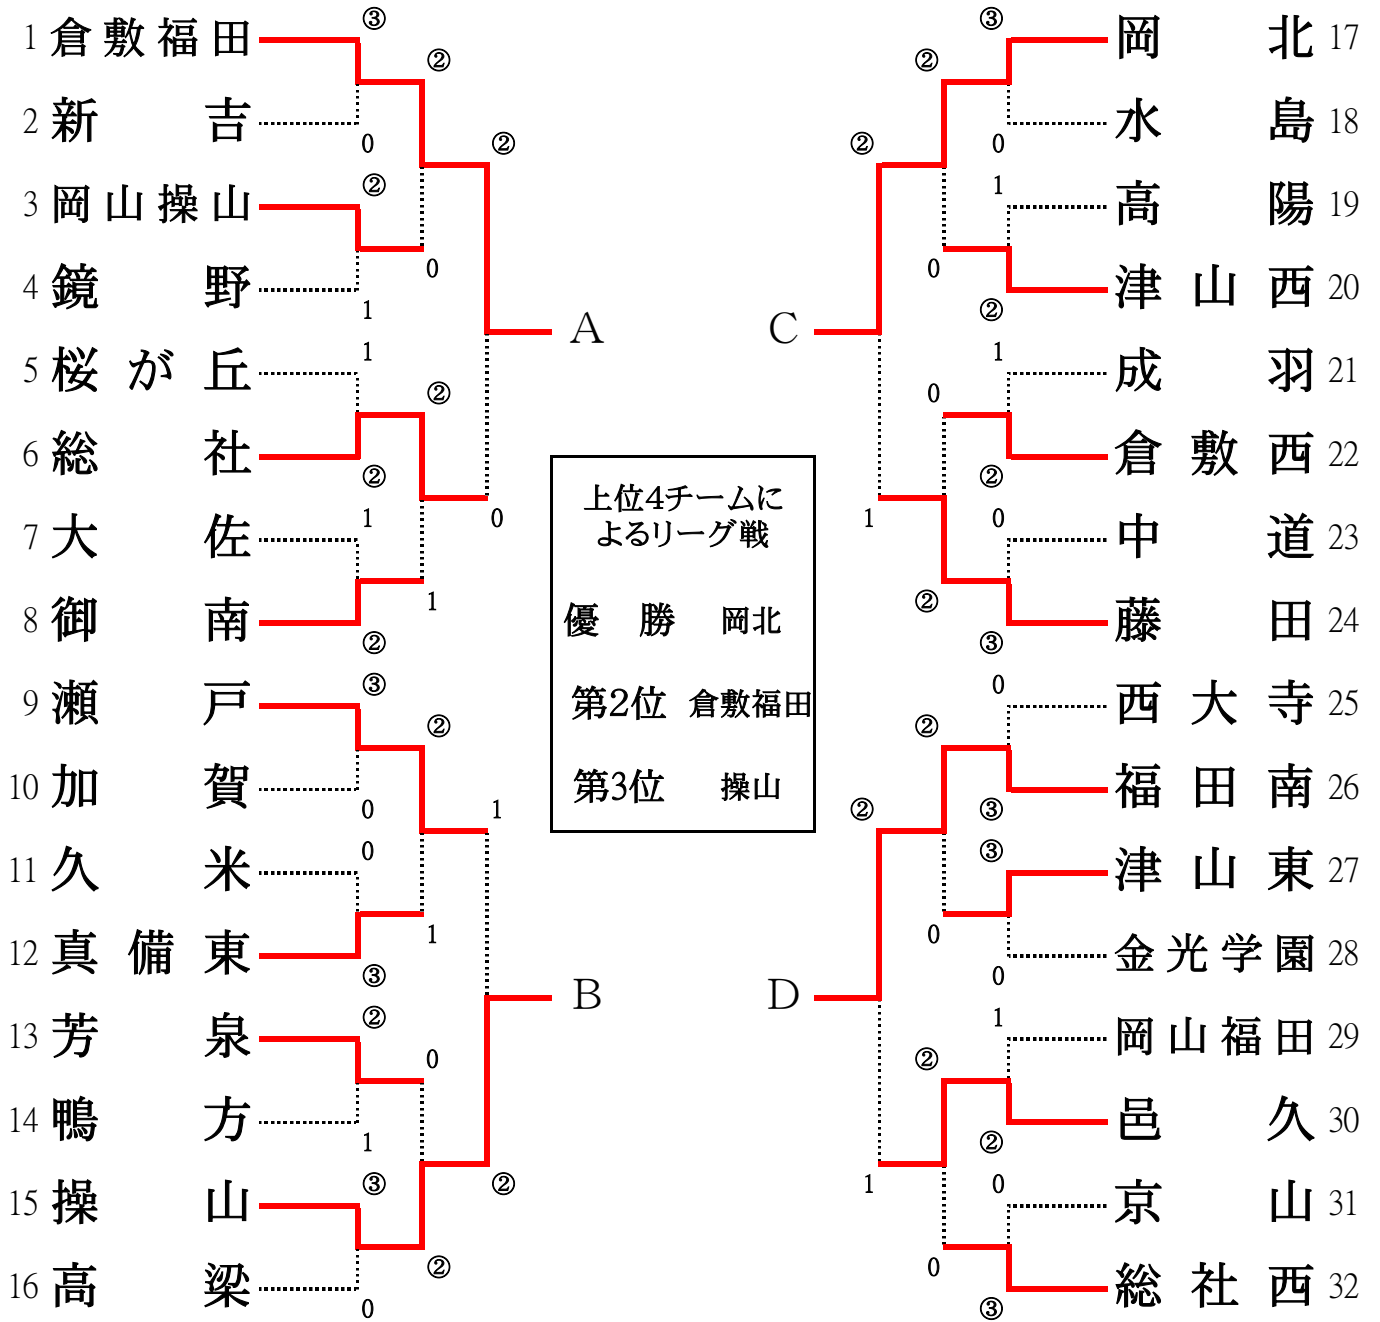 1 倉敷福田
2 新吉
3 岡山操山
4 鏡野
5 桜が丘
6 総社
7 大佐
8 御南
9 瀬戸
10 加賀
11 久米
12 真備東
13 芳泉
14 鴨方
15 操山
16 高梁
③
0
②
1
1
②
1
②
③
0
0
③
②
1
③
0
②
0
②
1
②
1
0
②
②
0
1
②
A
B
上位4チームに
よるリーグ戦
優勝 岡北
第2位 倉敷福田
第3位 操山
C
D
②
1
②
1
②
0
0
②
②
0
②
0
③
0
1
②
1
②
0
③
0
③
③
0
1
②
0
③
岡北 17
水島 18
高陽 19
津山西 20
成羽 21
倉敷西 22
中道 23
藤田 24
西大寺 25
福田南 26
津山東 27
金光学園 28
岡山福田 29
邑久 30
京山 31
総社西 32